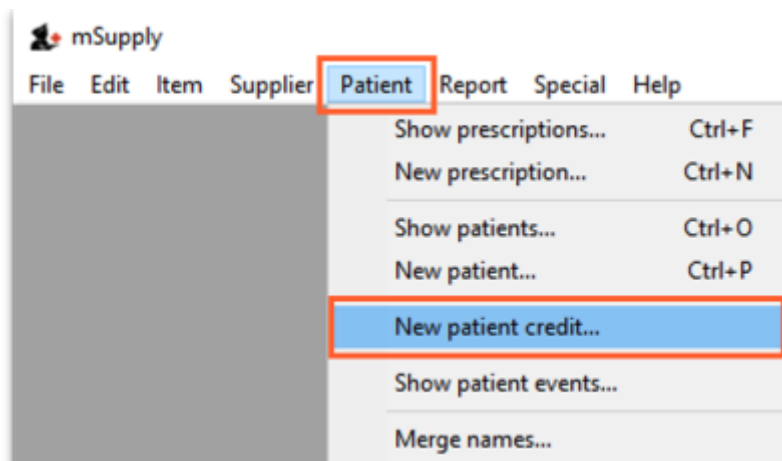 mSupply
File Edit Item Supplier Patient Report Special Help
Show prescriptions... Ctrl+F
New prescription... Ctrl+N
Show patients... Ctrl+O
New patient... Ctrl+P
New patient credit...
Show patient events...
Merge names...